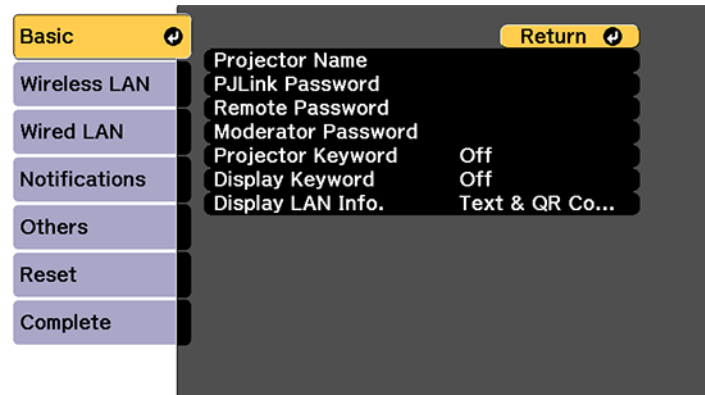 Basic
Wireless LAN
Wired LAN
Notifications
Others
Reset
Complete
Return
Projector Name
PJLink Password
Remote Password
Moderator Password
Projector Keyword Off
Display Keyword Off
Display LAN Info. Text & QR Co...